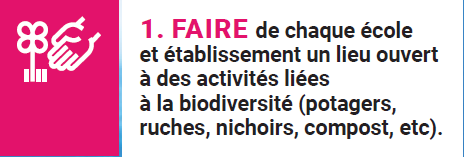 1. FAIRE de chaque école
et établissement un lieu ouvert
à des activités liées
à la biodiversité (potagers,
ruches, nichoirs, compost, etc).